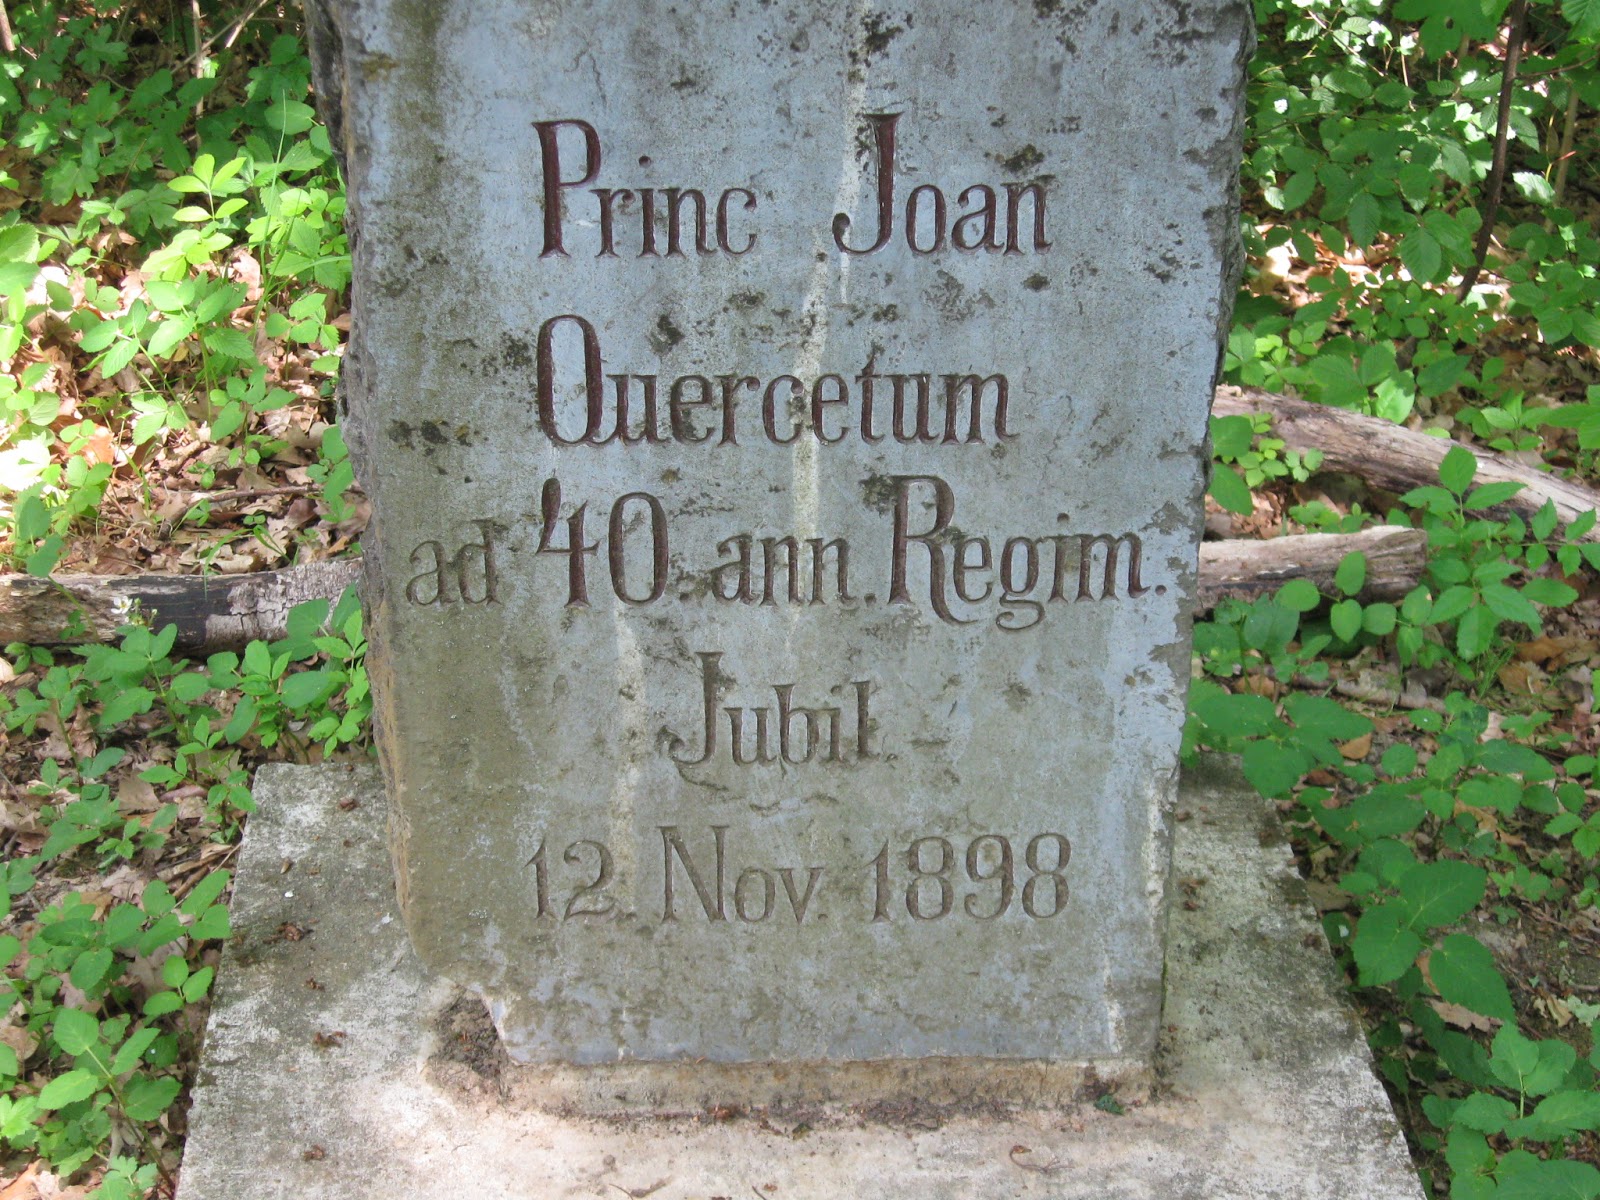 Princ Joan
Quercetum
ad 40. ann. Regim.
Jubil.
12. Nov. 1898